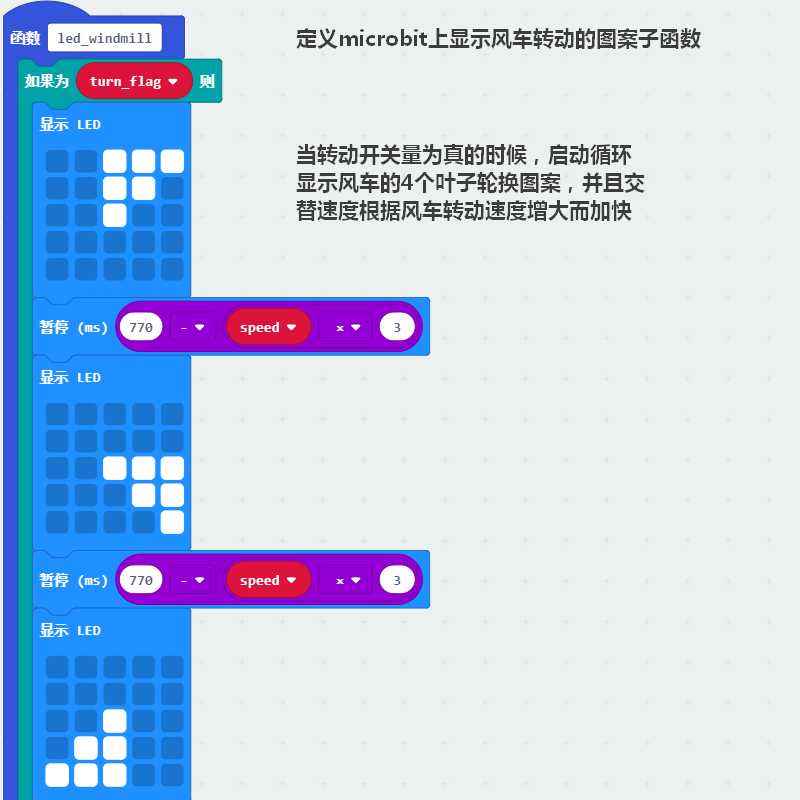 函数 led_windmill
定义microbit上显示风车转动的图案子函数
如果为 turn_flag 则
显示 LED
当转动开关量为真的时候，启动循环
显示风车的4个叶子轮换图案，并且交
替速度根据风车转动速度增大而加快
暂停 (ms) 770 - speed × 3
显示 LED
暂停 (ms) 770 - speed × 3
显示 LED